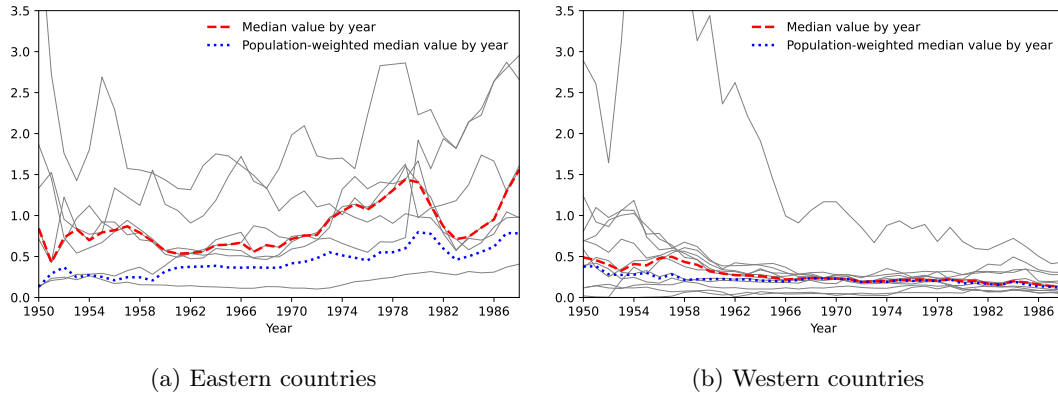 Median value by year
Population-weighted median value by year
3.5
3.0
2.5
2.0
1.5
1.0
0.5
0.0
1950 1954 1958 1962 1966 1970 1974 1978 1982 1986
Year
(a) Eastern countries
Median value by year
Population-weighted median value by year
3.5
3.0
2.5
2.0
1.5
1.0
0.5
0.0
1950 1954 1958 1962 1966 1970 1974 1978 1982 1986
Year
(b) Western countries